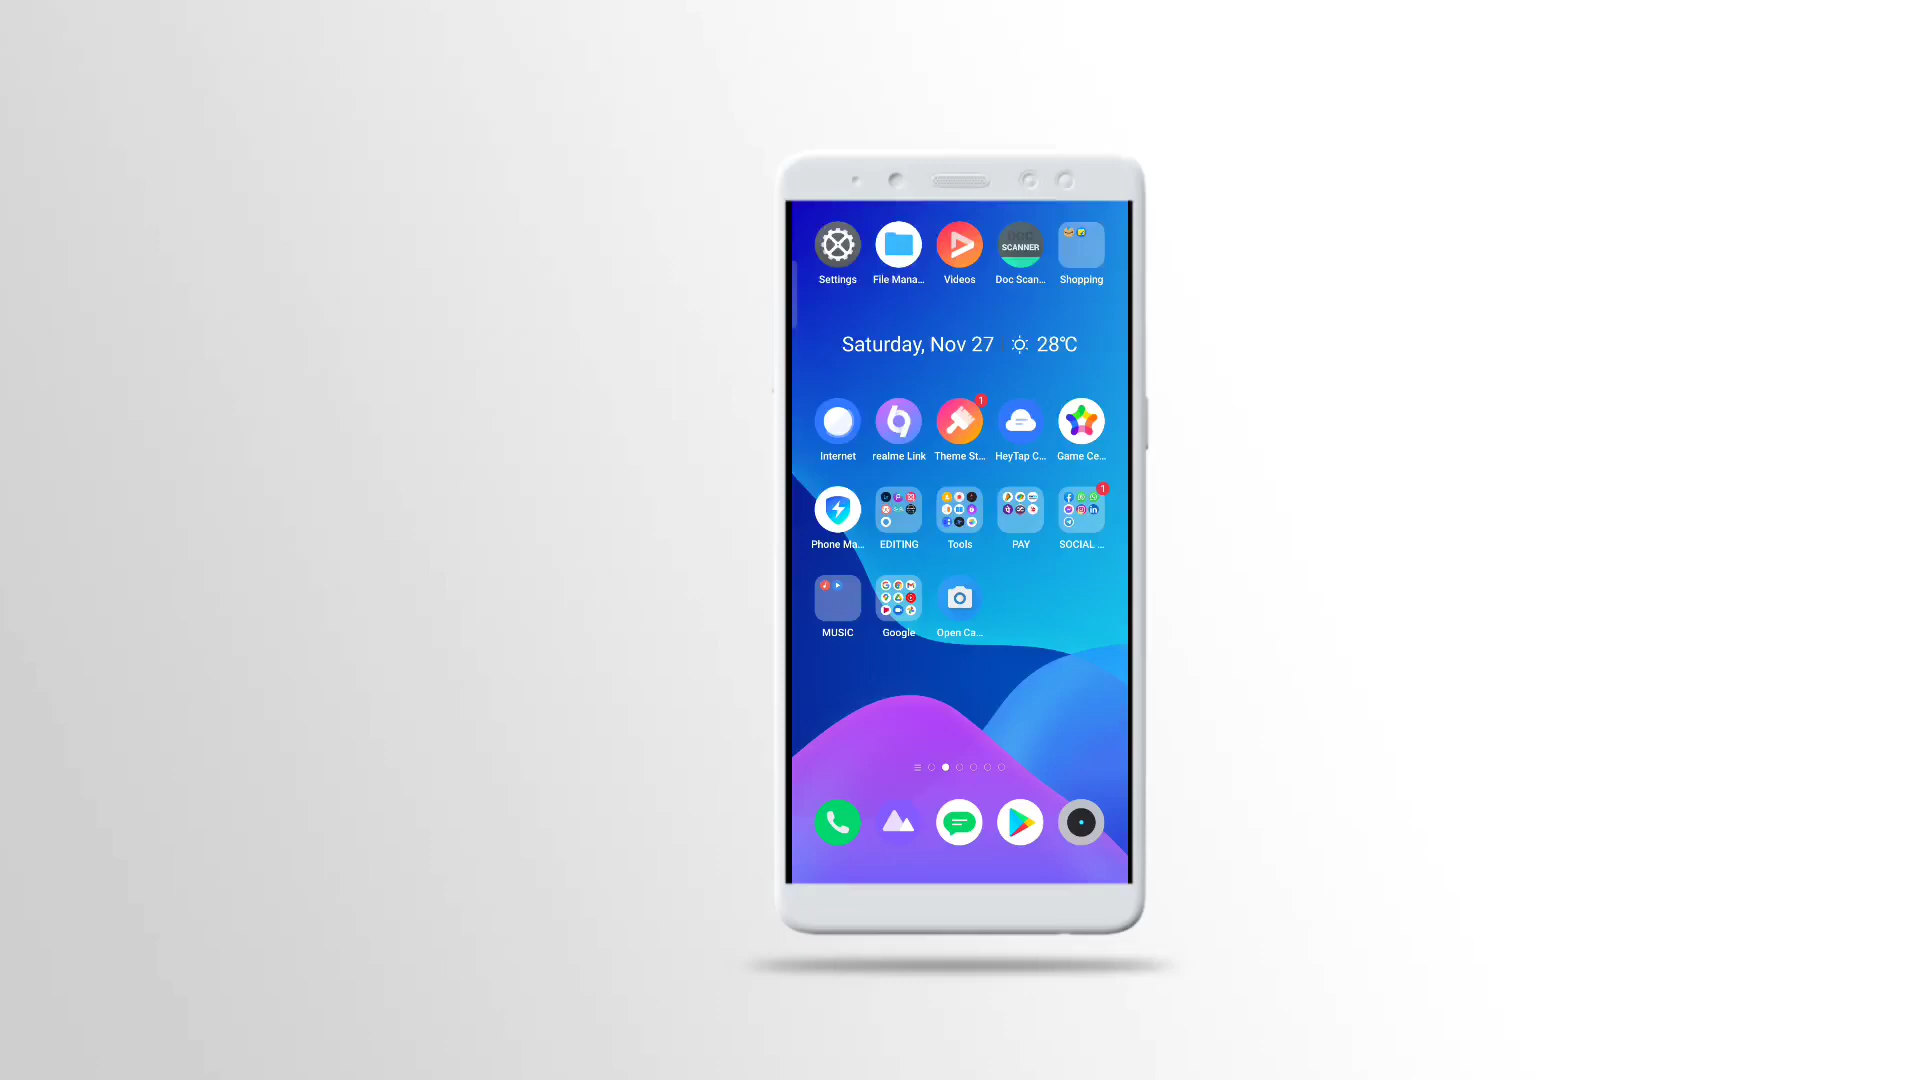 DOC
SCANNER
Settings
File Mana...
Videos
Doc Scan...
Shopping
Saturday, Nov 27 28℃
1
Internet
realme Link
Theme St...
HeyTap C...
Game Ce...
1
Phone Ma...
EDITING
Tools
PAY
SOCIAL ...
MUSIC
Google
Open Ca...